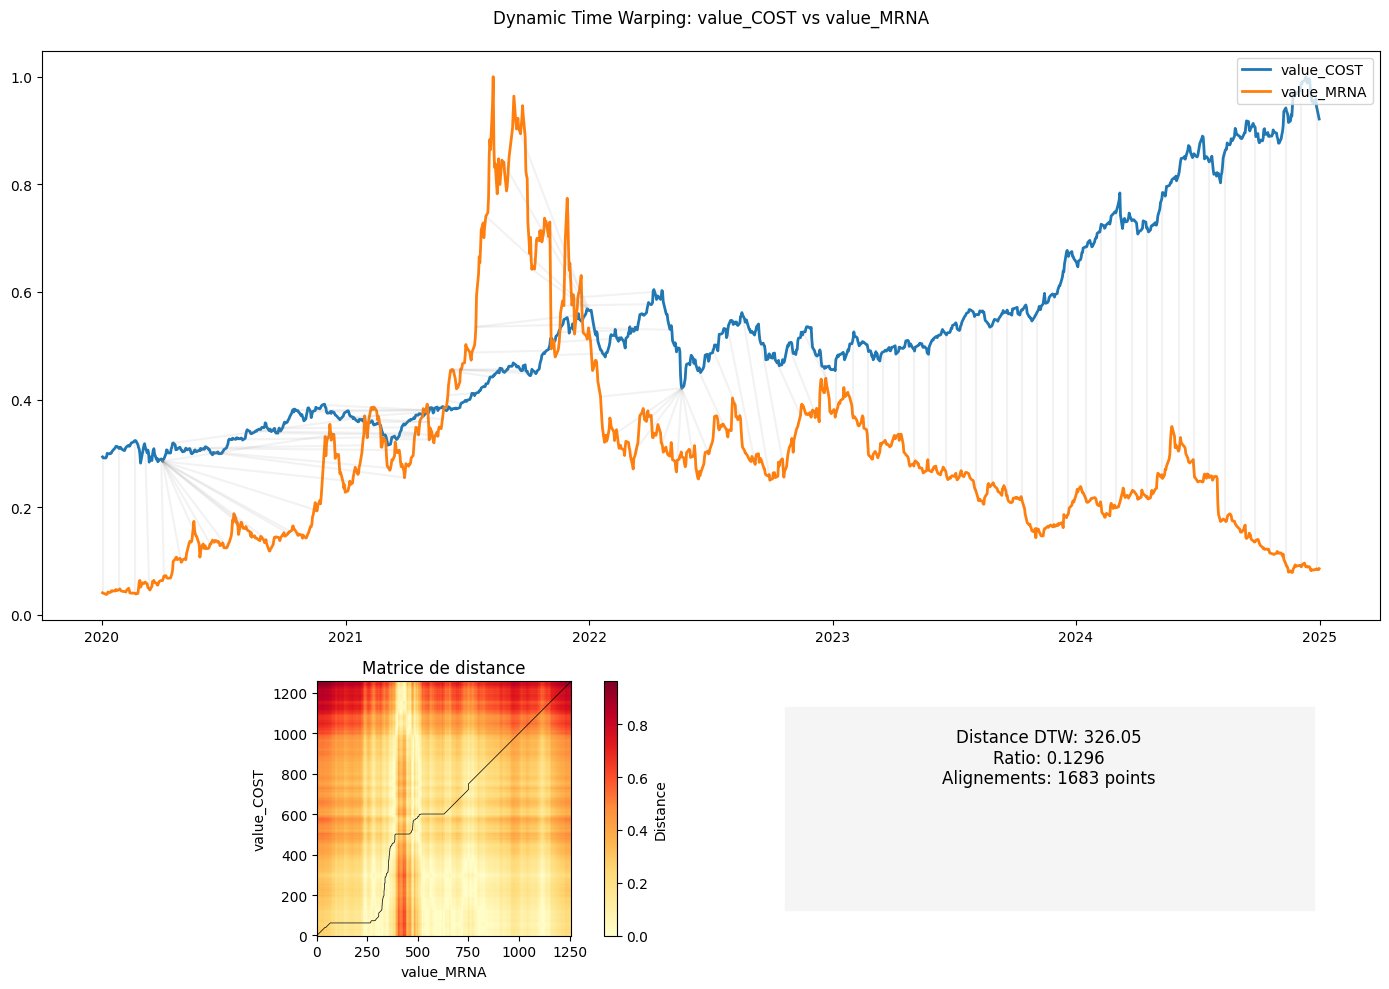 Dynamic Time Warping: value_COST vs value_MRNA
value_COST
value_MRNA
1.0
0.8
0.6
0.4
0.2
0.0
2020 2021 2022 2023 2024 2025
Matrice de distance
value_COST
1200
1000
800
600
400
200
0
0 250 500 750 1000 1250
value_MRNA
0.8
0.6
0.4
0.2
0.0
Distance
Distance DTW: 326.05
Ratio: 0.1296
Alignements: 1683 points